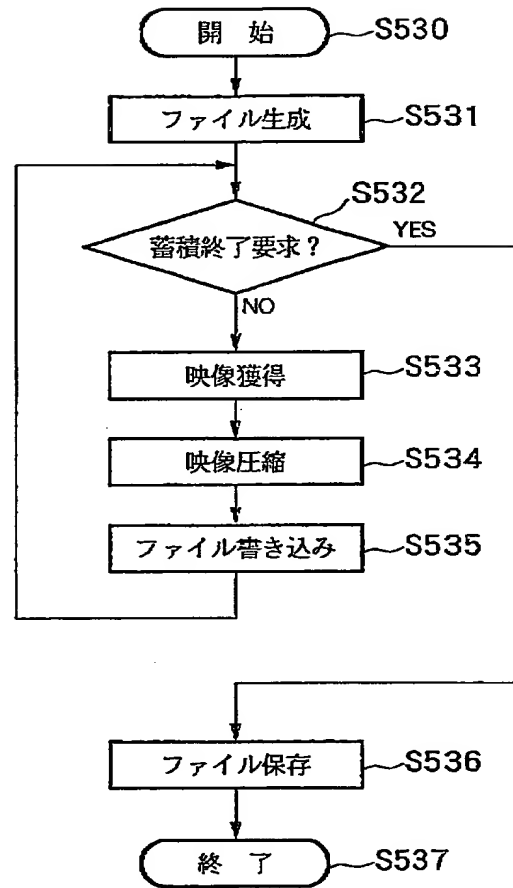 開 始 S530
ファイル生成 S531
S532
蓄積終了要求? YES
NO
映像獲得 S533
映像圧縮 S534
ファイル書き込み S535
ファイル保存 S536
終 了 S537